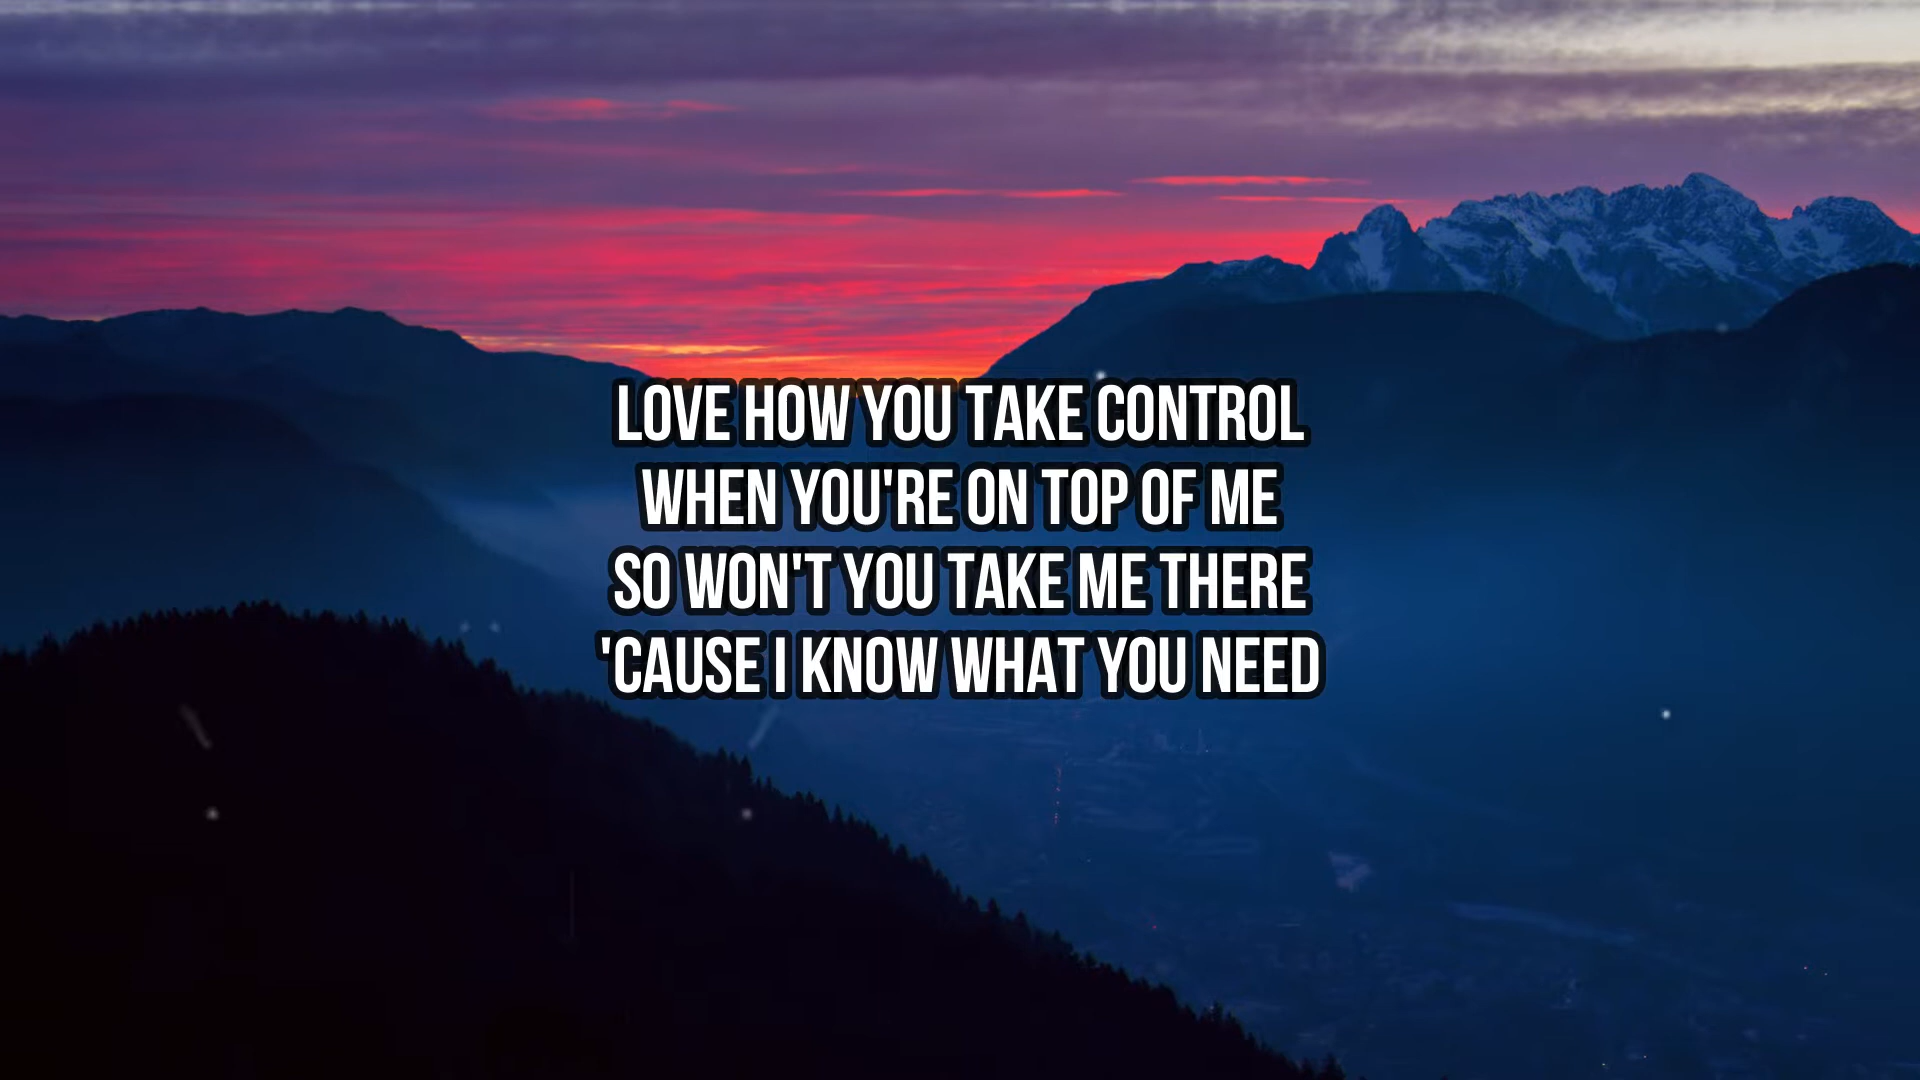 LOVE HOW YOU TAKE CONTROL
WHEN YOU'RE ON TOP OF ME
SO WON'T YOU TAKE ME THERE
'CAUSE I KNOW WHAT YOU NEED